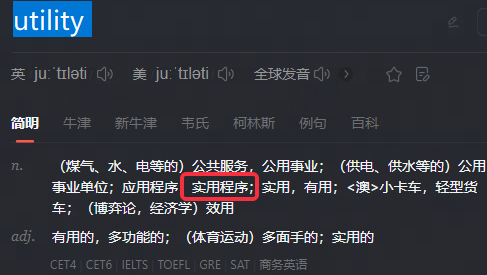 utility
英 juːˈtɪləti 美 juːˈtɪləti 全球发音
简明 牛津 新牛津 韦氏 柯林斯 例句 百科
n. （煤气、水、电等的）公共服务，公用事业；（供电、供水等的）公用
事业单位；应用程序，实用程序；实用，有用；<澳>小卡车，轻型货
车；（博弈论，经济学）效用
adj. 有用的，多功能的；（体育运动）多面手的；实用的
CET4 | CET6 | IELTS | TOEFL | GRE | SAT | 商务英语